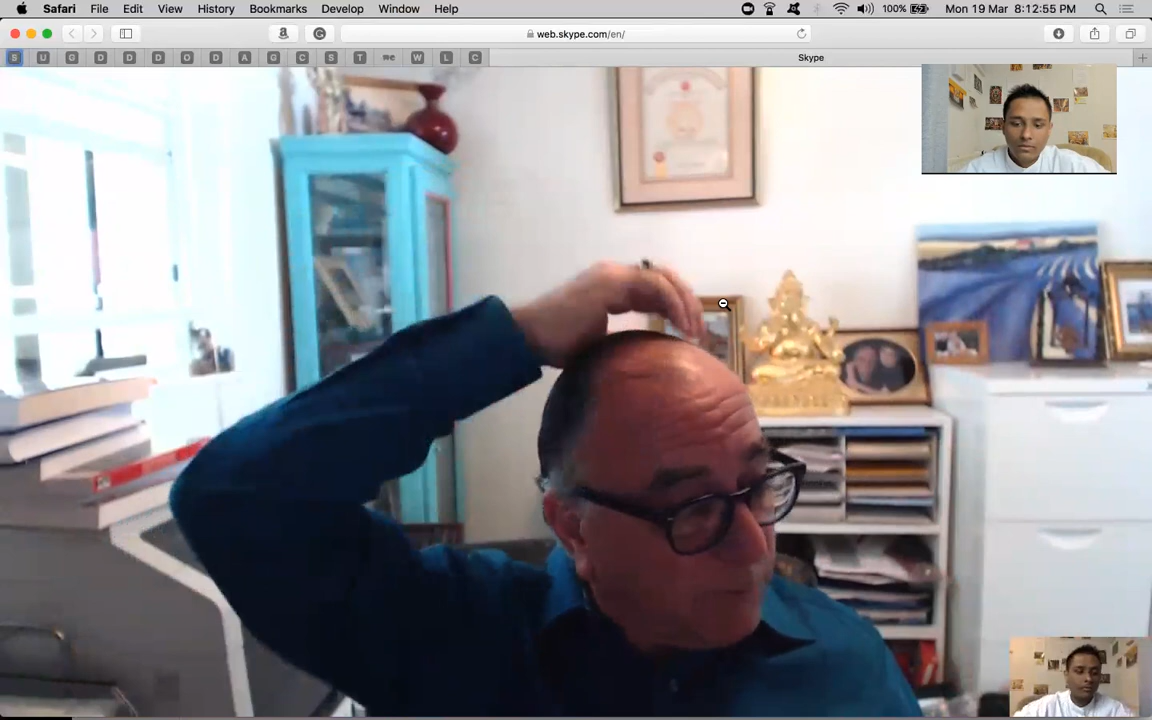 Safari File Edit View History Bookmarks Develop Window Help 100% Mon 19 Mar 8:12:55 PM
web.skype.com/en/
S U G D D D O D A G C S T me W L C Skype